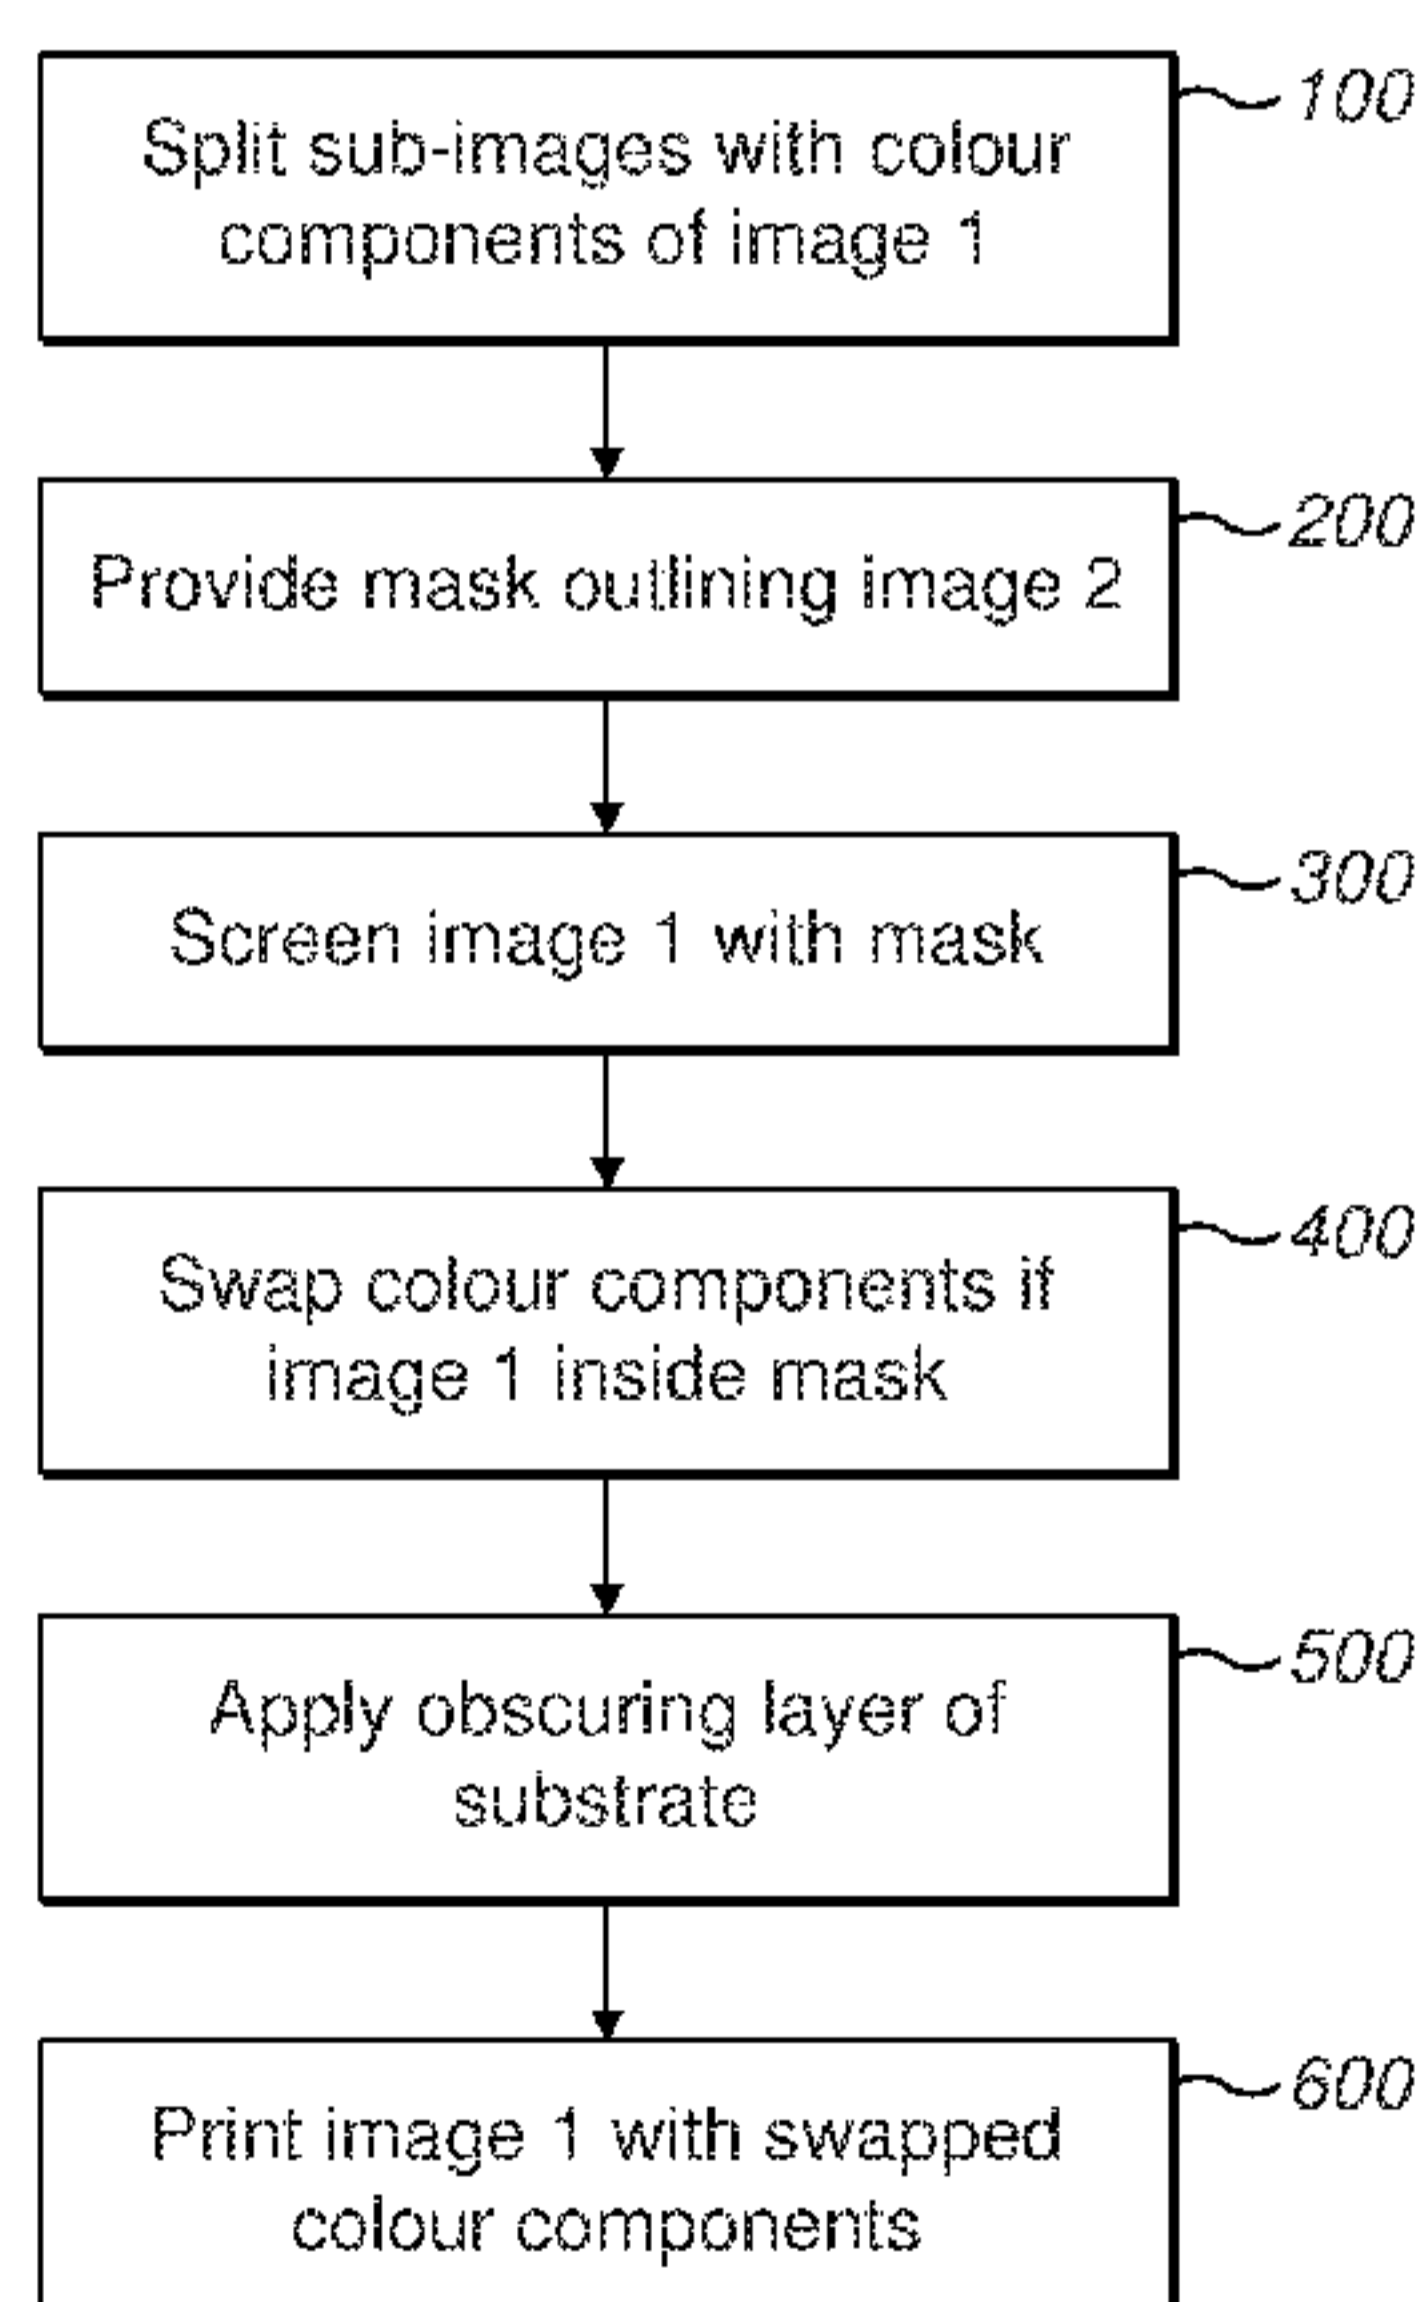 Split sub-images with colour
components of image 1
100
Provide mask outlining image 2
200
Screen image 1 with mask
300
Swap colour components if
image 1 inside mask
400
Apply obscuring layer of
substrate
500
Print image 1 with swapped
colour components
600